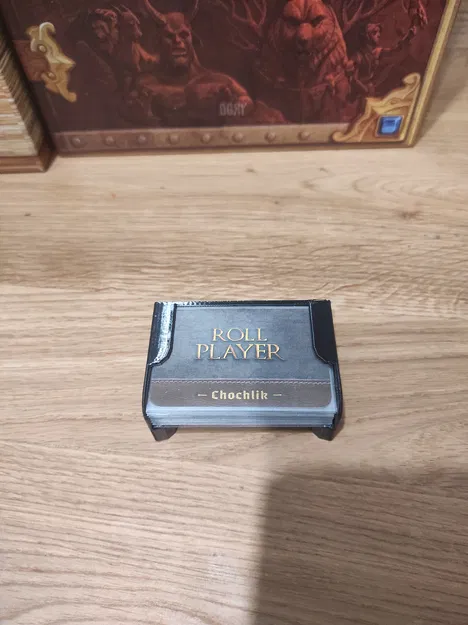 ROLL
PLAYER
– Chochlik –